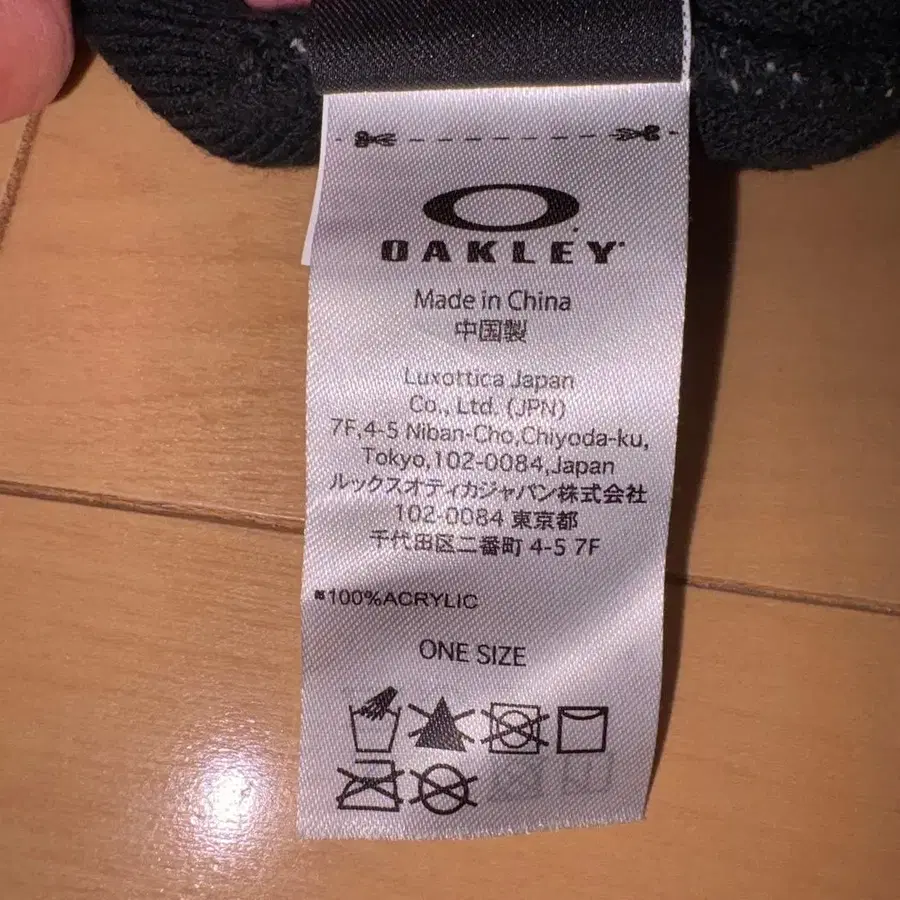 OAKLEY
Made in China
中国製
Luxottica Japan
Co., Ltd. (JPN)
7F,4-5 Niban-Cho,Chiyoda-ku,
Tokyo,102-0084,Japan
ルックスオティカジャパン株式会社
102-0084 東京都
千代田区二番町 4-5 7F
100%ACRYLIC
ONE SIZE